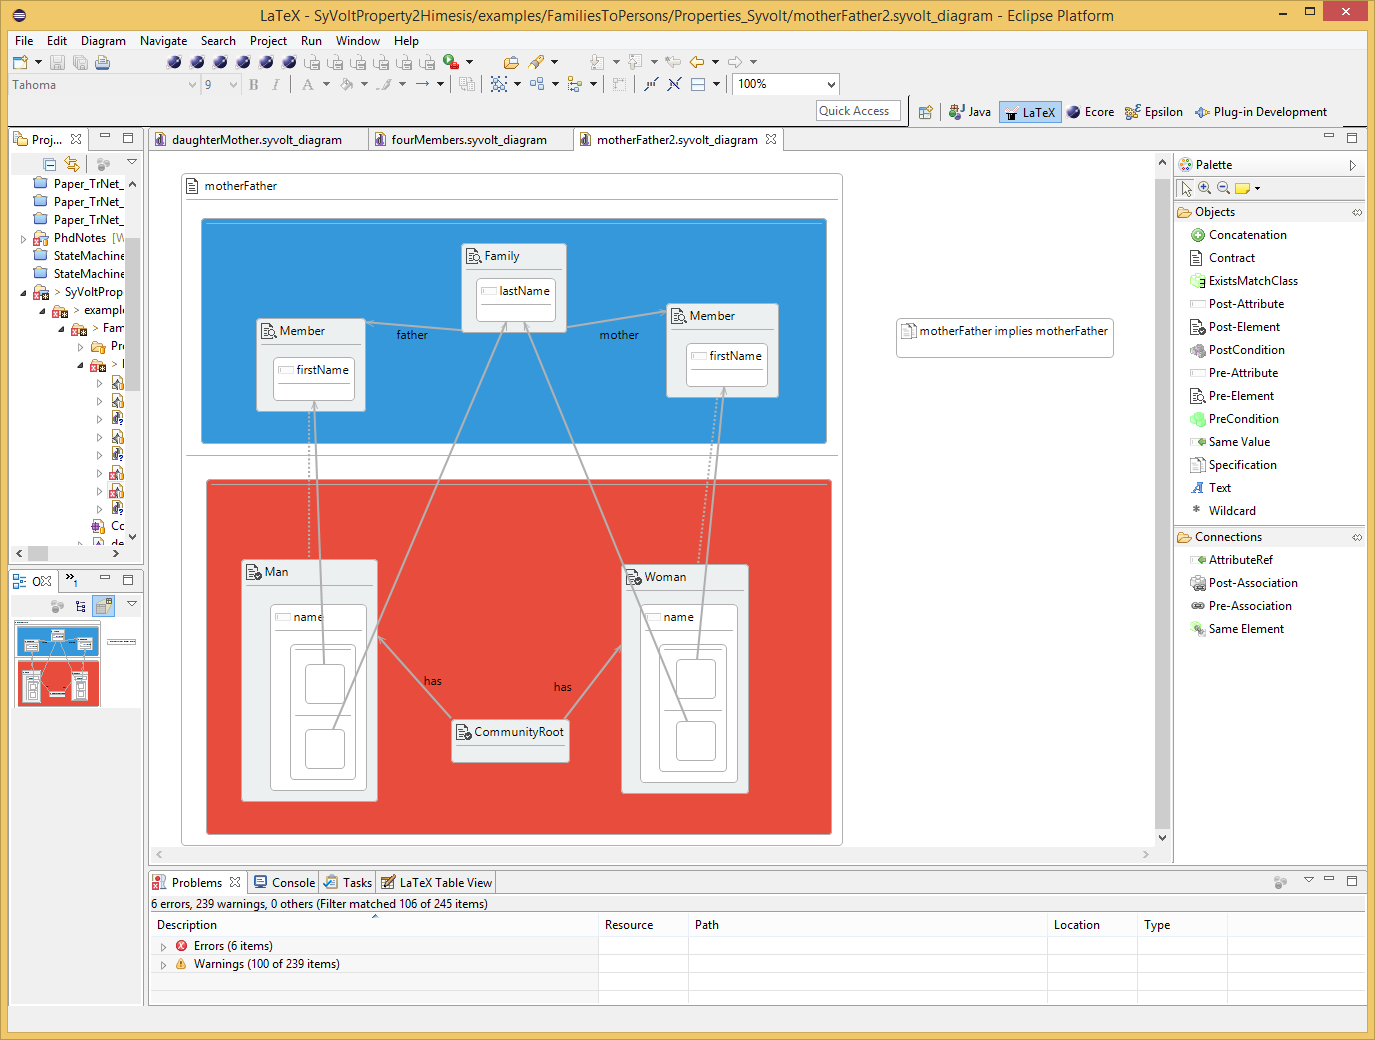 LaTeX - SyVoltProperty2Himesis/examples/FamiliesToPersons/Properties_Syvolt/motherFather2.syvolt_diagram - Eclipse Platform
File Edit Diagram Navigate Search Project Run Window Help
Tahoma 9 B I A 100%
Quick Access Java LaTeX Ecore Epsilon Plug-in Development
Proj...
Paper_TrNet_
Paper_TrNet_
Paper_TrNet_
PhdNotes [W
StateMachine
StateMachine
> SyVoltProp
> example
> Fam
Pr
>
Co
de
O
»1
daughterMother.syvolt_diagram
fourMembers.syvolt_diagram
motherFather2.syvolt_diagram
motherFather
Family
lastName
Member
firstName
father
mother
Member
firstName
motherFather implies motherFather
Man
name
Woman
name
has
has
CommunityRoot
Palette
Objects
Concatenation
Contract
ExistsMatchClass
Post-Attribute
Post-Element
PostCondition
Pre-Attribute
Pre-Element
PreCondition
Same Value
Specification
Text
Wildcard
Connections
AttributeRef
Post-Association
Pre-Association
Same Element
Problems Console Tasks LaTeX Table View
6 errors, 239 warnings, 0 others (Filter matched 106 of 245 items)
Description Resource Path Location Type
Errors (6 items)
Warnings (100 of 239 items)